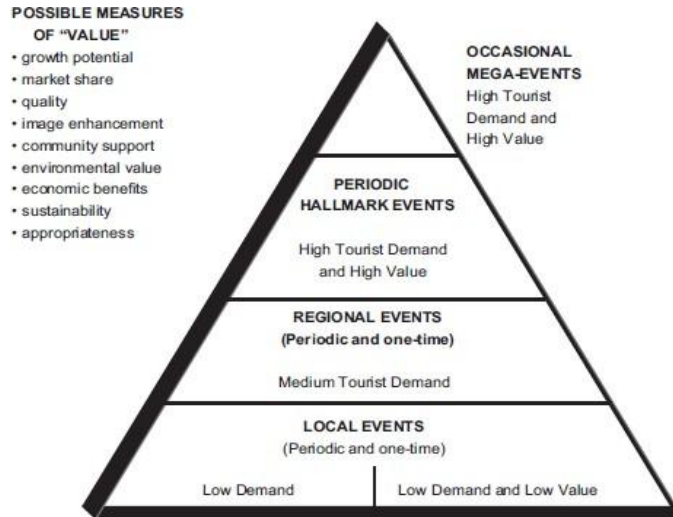 POSSIBLE MEASURES
OF “VALUE”
• growth potential
• market share
• quality
• image enhancement
• community support
• environmental value
• economic benefits
• sustainability
• appropriateness
OCCASIONAL
MEGA-EVENTS
High Tourist
Demand and
High Value
PERIODIC
HALLMARK EVENTS
High Tourist Demand
and High Value
REGIONAL EVENTS
(Periodic and one-time)
Medium Tourist Demand
LOCAL EVENTS
(Periodic and one-time)
Low Demand
Low Demand and Low Value